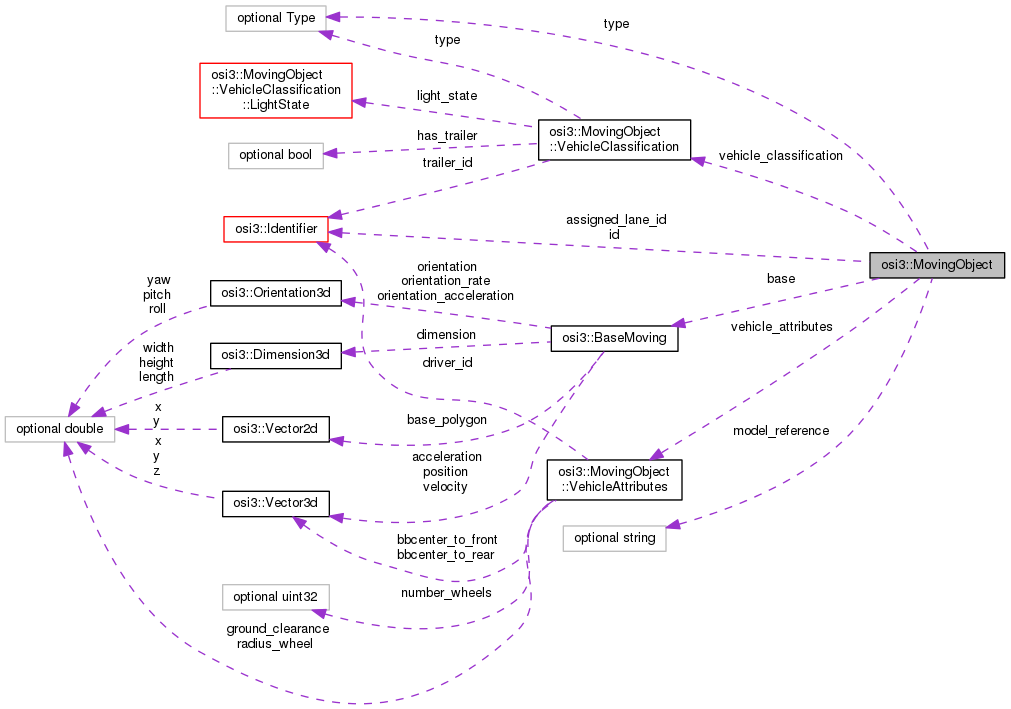 optional Type
type
type
osi3::MovingObject
::VehicleClassification
::LightState
light_state
osi3::MovingObject
::VehicleClassification
has_trailer
optional bool
trailer_id
vehicle_classification
osi3::Identifier
assigned_lane_id
id
osi3::MovingObject
orientation
orientation_rate
orientation_acceleration
base
yaw
pitch
roll
osi3::Orientation3d
vehicle_attributes
dimension
osi3::BaseMoving
width
height
length
osi3::Dimension3d
driver_id
x
y
optional double
osi3::Vector2d
base_polygon
model_reference
x
y
z
acceleration
position
velocity
osi3::MovingObject
::VehicleAttributes
osi3::Vector3d
bbcenter_to_front
bbcenter_to_rear
optional string
optional uint32
number_wheels
ground_clearance
radius_wheel